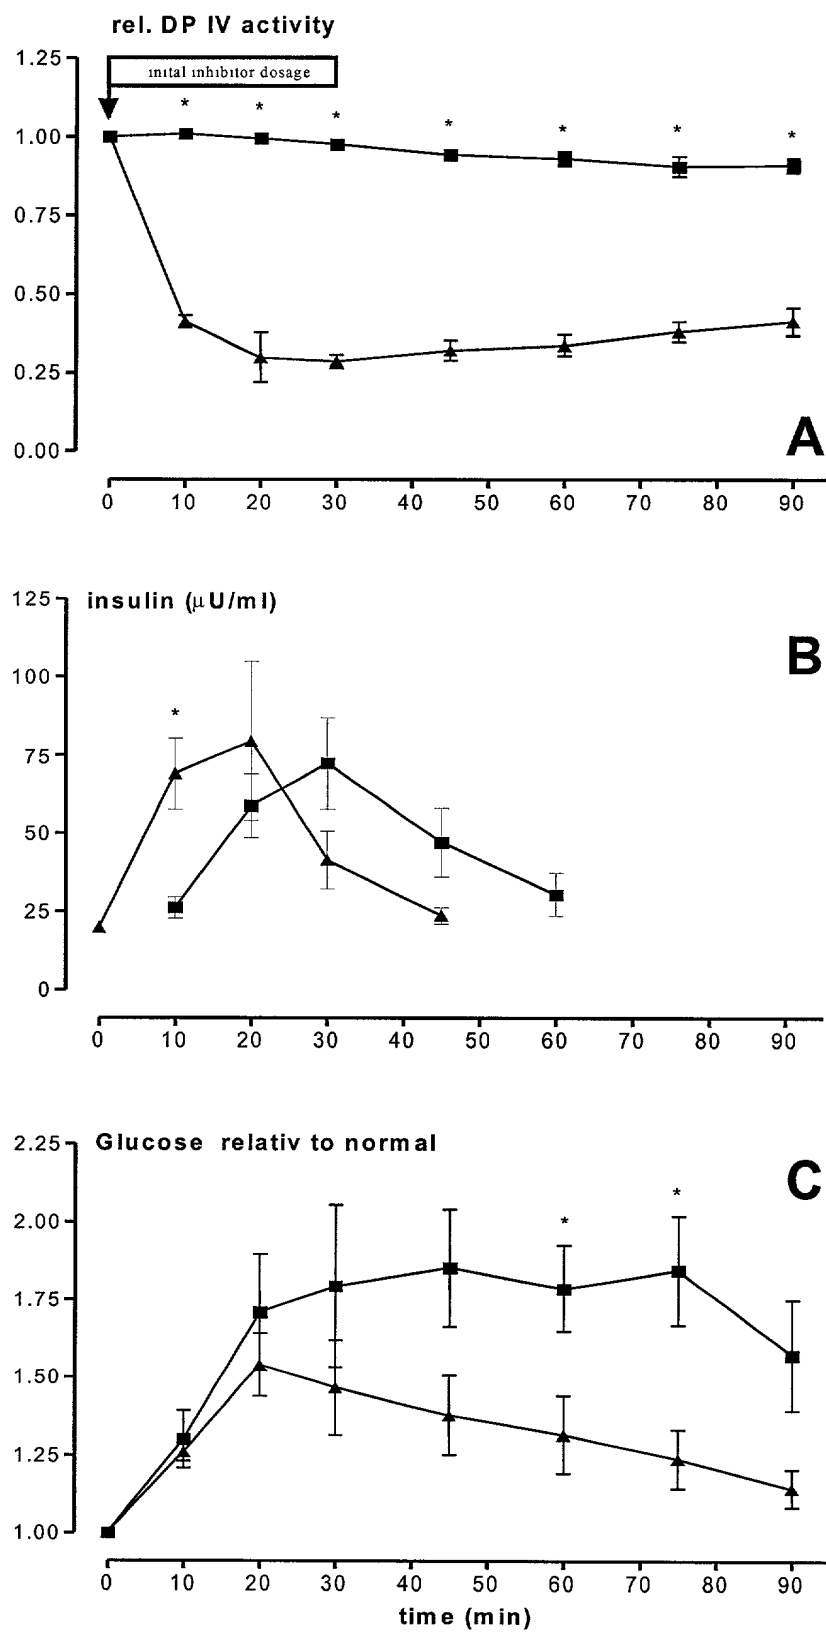 rel. DP IV activity
1.25
inital inhibitor dosage
* * * * * * *
1.00
0.75
0.50
0.25
A
0.00
0 10 20 30 40 50 60 70 80 90
125 insulin (μU/ml)
B
100
*
75
50
25
0
0 10 20 30 40 50 60 70 80 90
2.25 Glucose relativ to normal
C
* *
2.00
1.75
1.50
1.25
1.00
0 10 20 30 40 50 60 70 80 90
time (min)